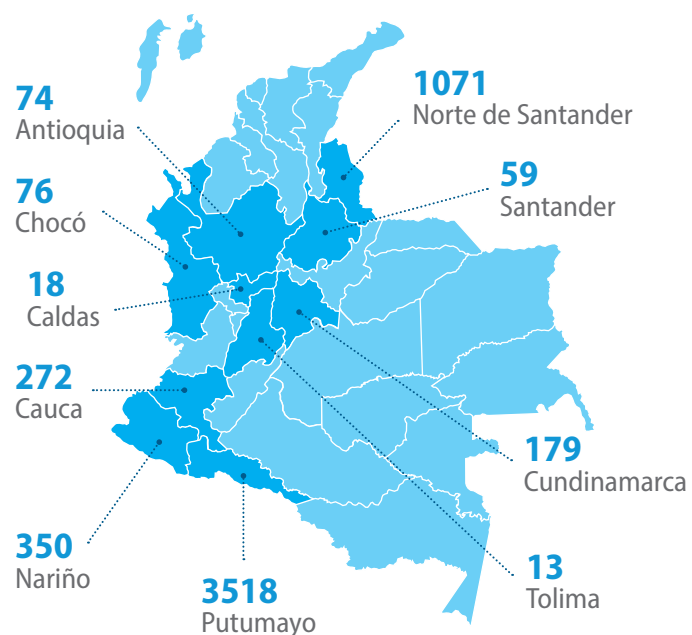 74
Antioquia
1071
Norte de Santander
76
Chocó
59
Santander
18
Caldas
272
Cauca
179
Cundinamarca
350
Nariño
3518
Putumayo
13
Tolima